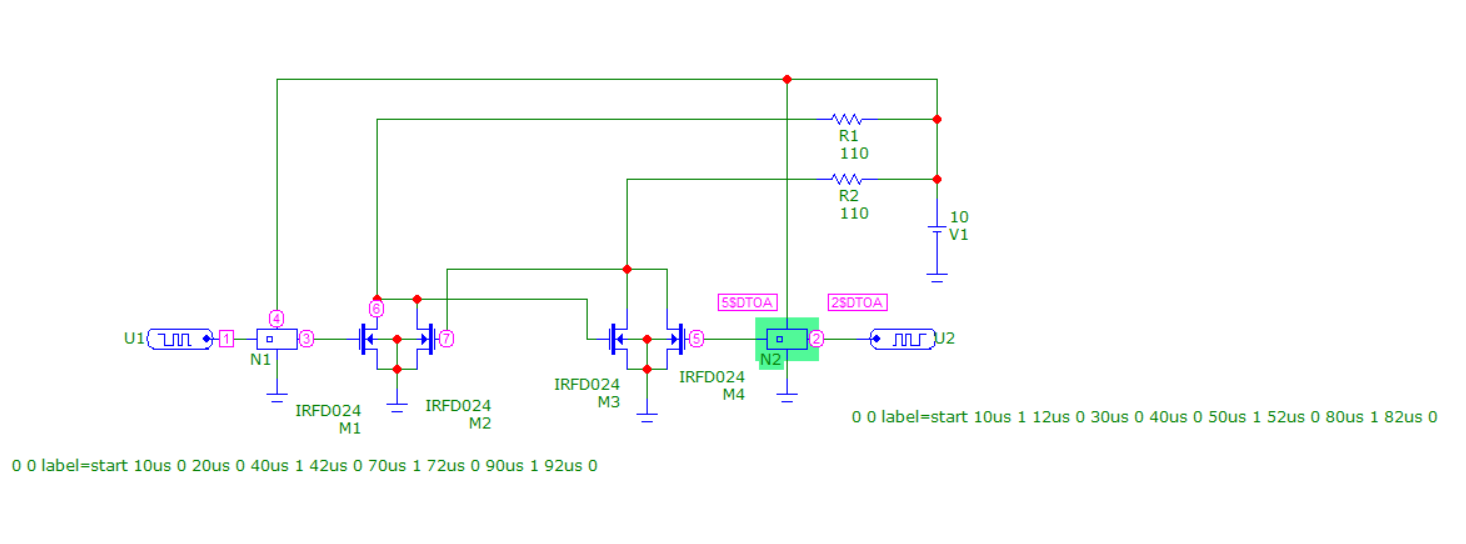 R1
110
R2
110
10
V1
5$DTOA
2$DTOA
4
6
U1
1
3
7
5
2
U2
N1
N2
IRFD024
M4
IRFD024
M3
IRFD024
M1
IRFD024
M2
0 0 label=start 10us 1 12us 0 30us 0 40us 0 50us 1 52us 0 80us 1 82us 0
0 0 label=start 10us 0 20us 0 40us 1 42us 0 70us 1 72us 0 90us 1 92us 0